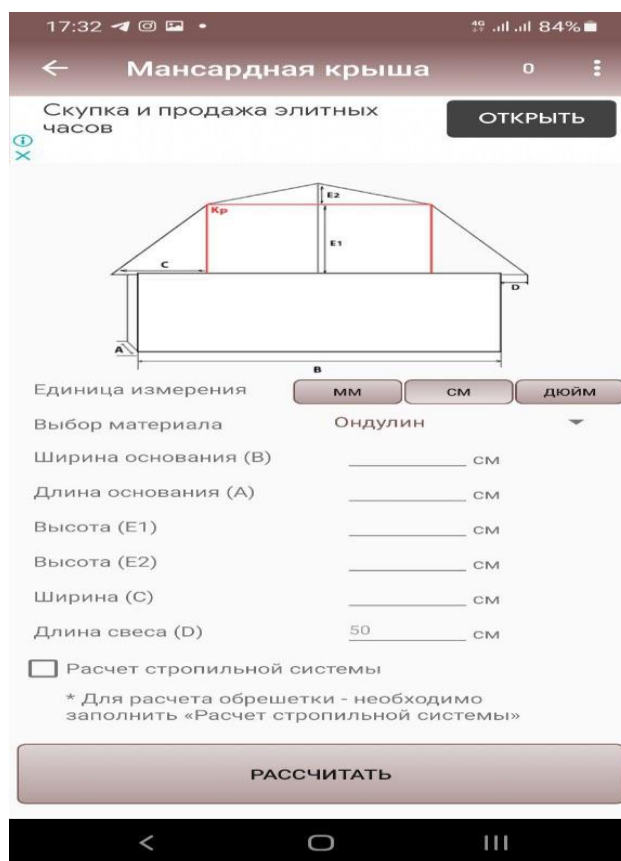 17:32 4G 84%
Мансардная крыша 0
Скупка и продажа элитных
часов
ОТКРЫТЬ
E2
Кр
E1
C
D
A
B
Единица измерения мм см дюйм
Выбор материала Ондулин
Ширина основания (B) см
Длина основания (A) см
Высота (E1) см
Высота (E2) см
Ширина (C) см
Длина свеса (D) 50 см
Расчет стропильной системы
* Для расчета обрешетки - необходимо
заполнить «Расчет стропильной системы»
РАССЧИТАТЬ